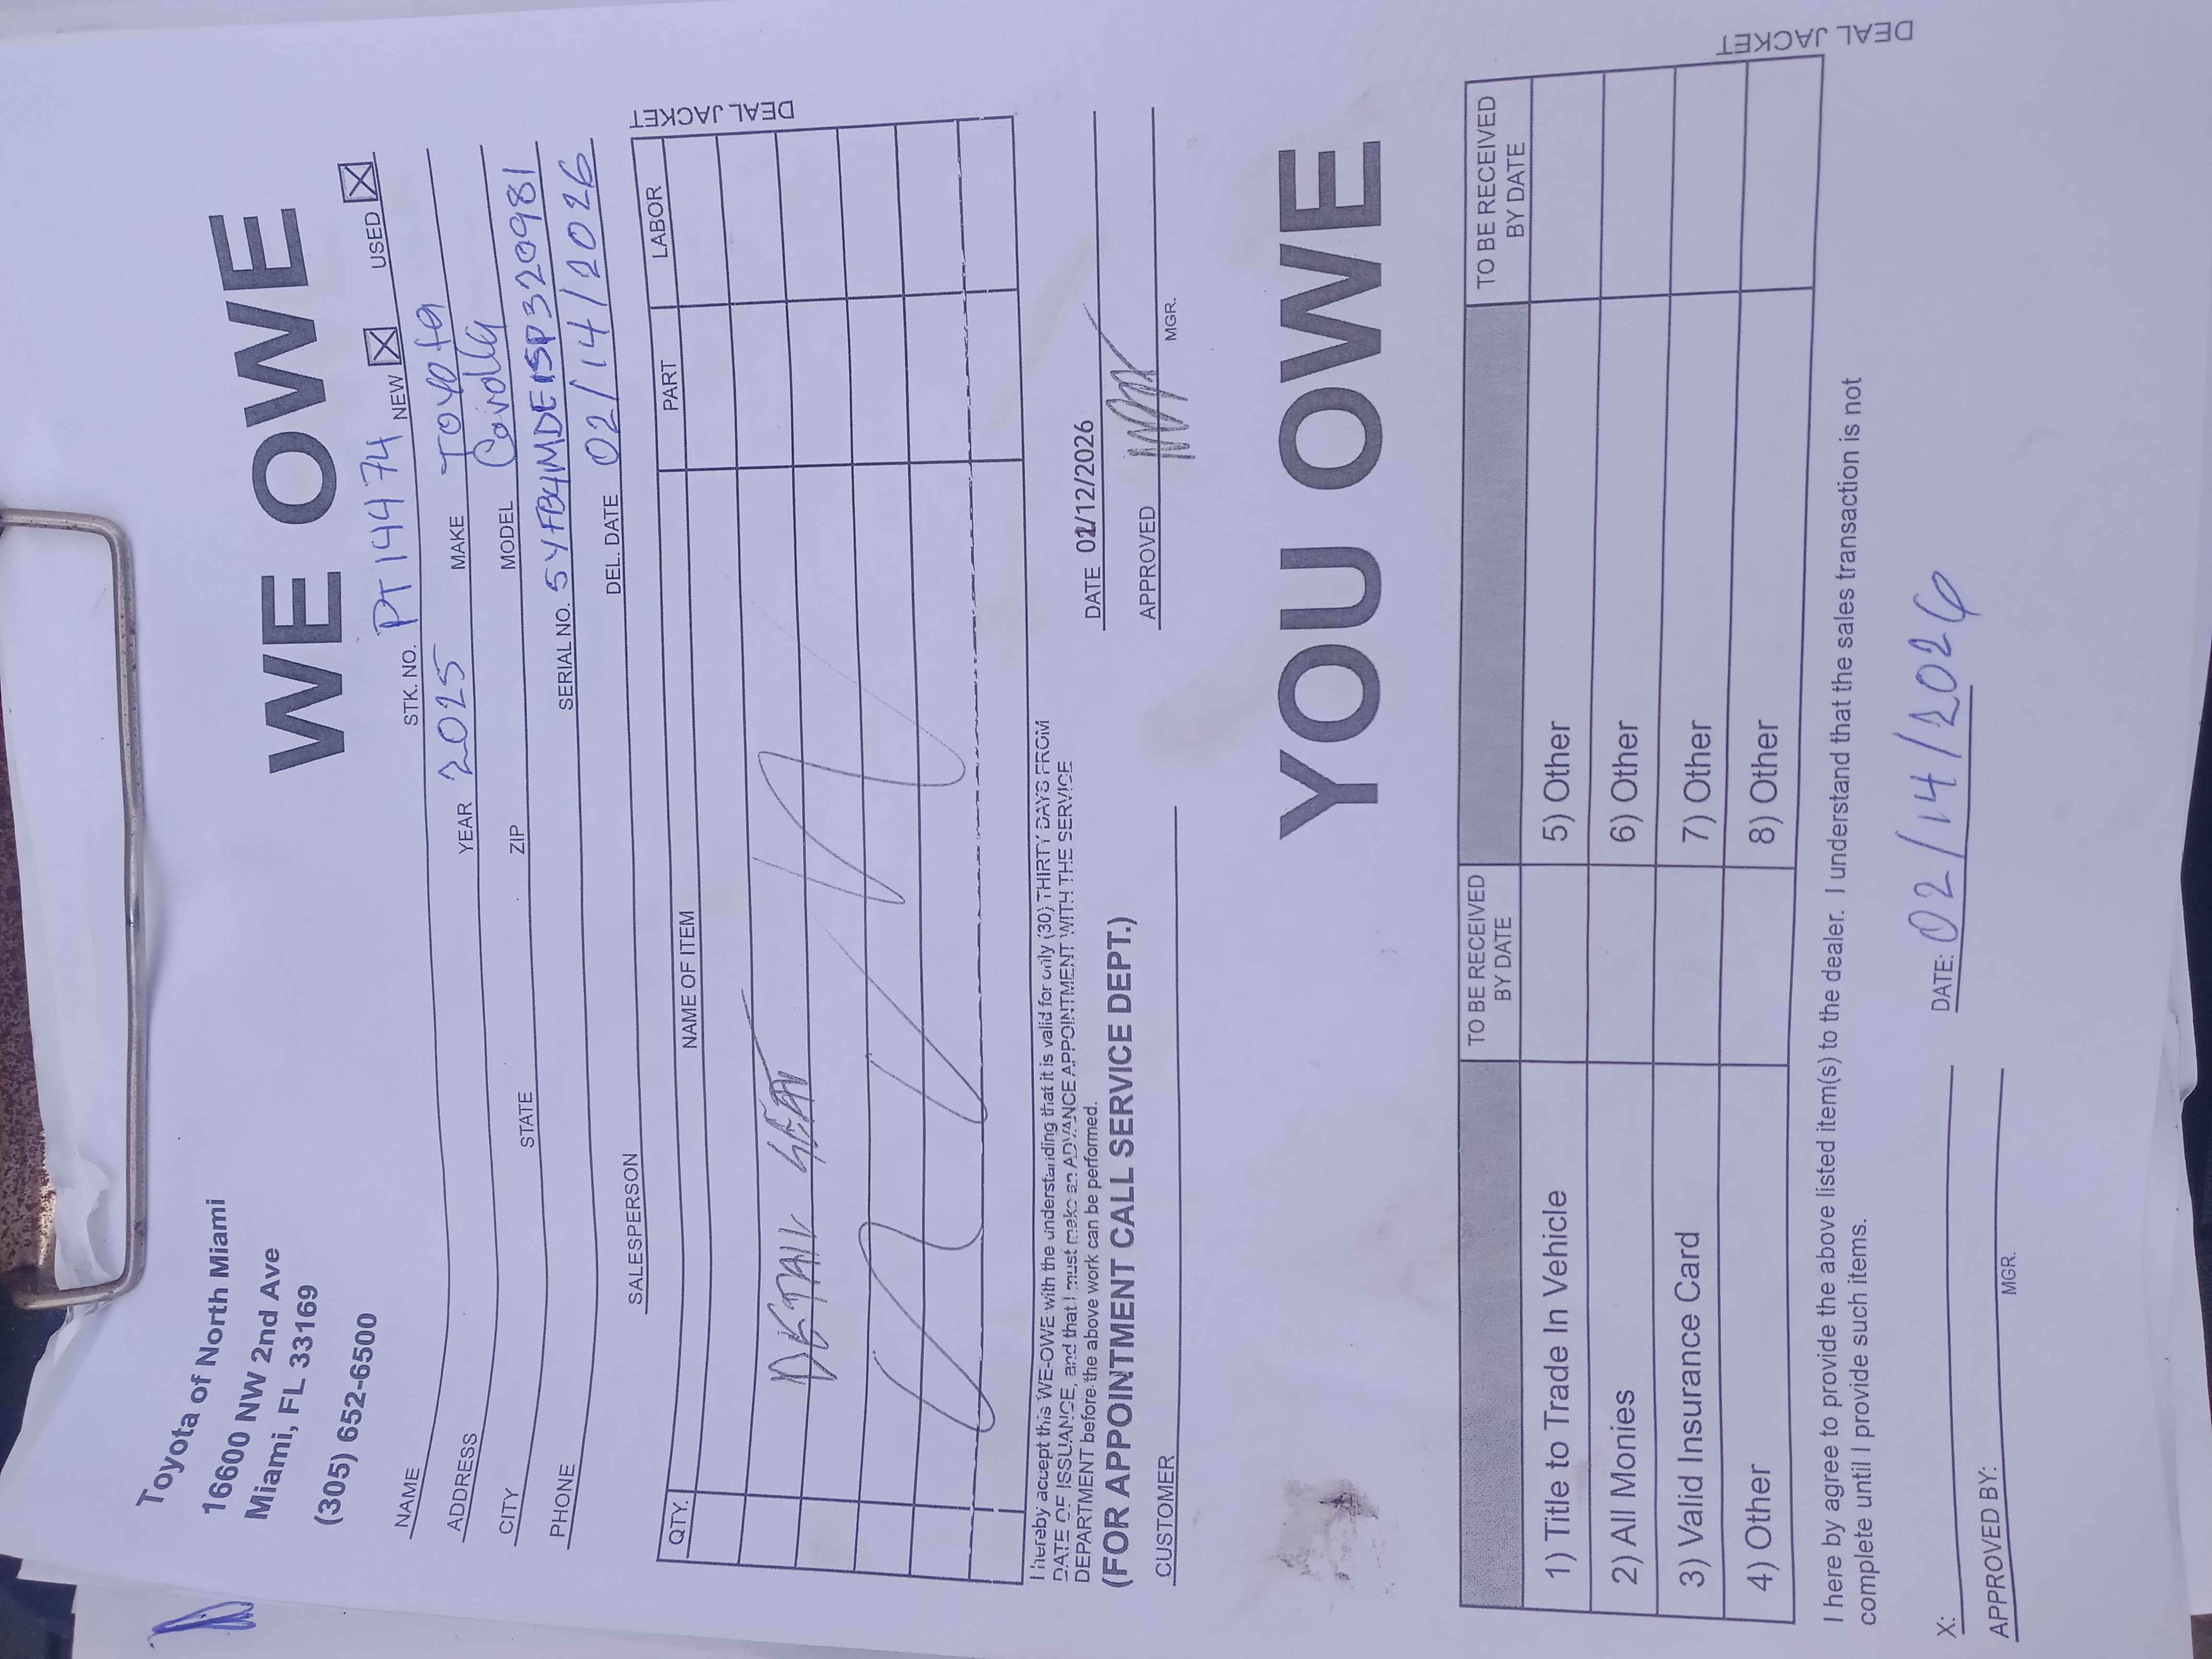 Toyota of North Miami
16600 NW 2nd Ave
Miami, FL 33169
(305) 652-6500
WE OWE
STK. NO. PT14474 NEW ☒ USED ☒
NAME YEAR 2025 MAKE TOYOTA
ADDRESS ZIP MODEL Corolla
CITY STATE SERIAL NO. 5YFB4MDE1SP320981
PHONE DEL. DATE 02/14/2026
SALESPERSON
DEAL JACKET
QTY. NAME OF ITEM PART LABOR
DETAIL SEAT
I hereby accept this WE-OWE with the understanding that it is valid for only (30) THIRTY DAYS FROM
DATE OF ISSUANCE, and that I must make an ADVANCE APPOINTMENT WITH THE SERVICE
DEPARTMENT before the above work can be performed.
(FOR APPOINTMENT CALL SERVICE DEPT.)
DATE /12/2026
CUSTOMER APPROVED
MGR.
YOU OWE
TO BE RECEIVED BY DATE TO BE RECEIVED BY DATE
1) Title to Trade In Vehicle 5) Other
2) All Monies 6) Other
3) Valid Insurance Card 7) Other
4) Other 8) Other
DEAL JACKET
I here by agree to provide the above listed item(s) to the dealer. I understand that the sales transaction is not
complete until I provide such items.
X: DATE: 02/14/2026
APPROVED BY:
MGR.